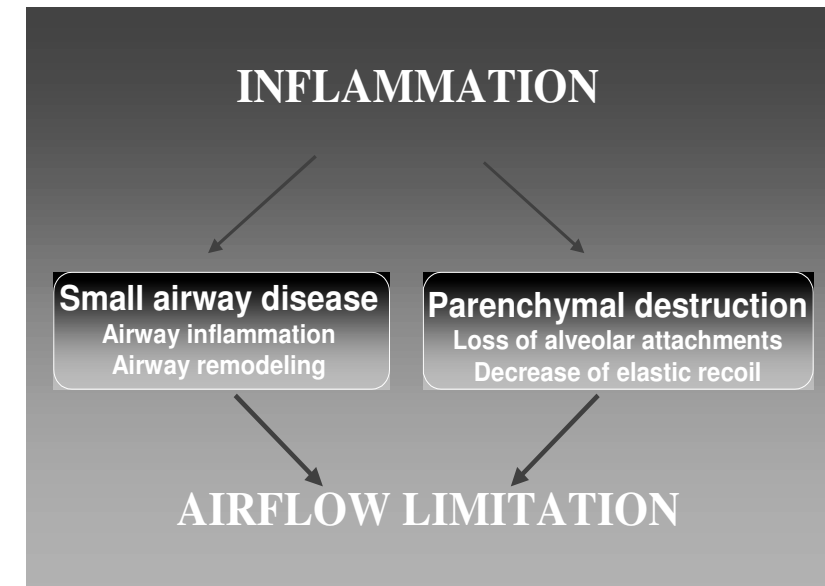 INFLAMMATION
Small airway disease
Airway inflammation
Airway remodeling
Parenchymal destruction
Loss of alveolar attachments
Decrease of elastic recoil
AIRFLOW LIMITATION